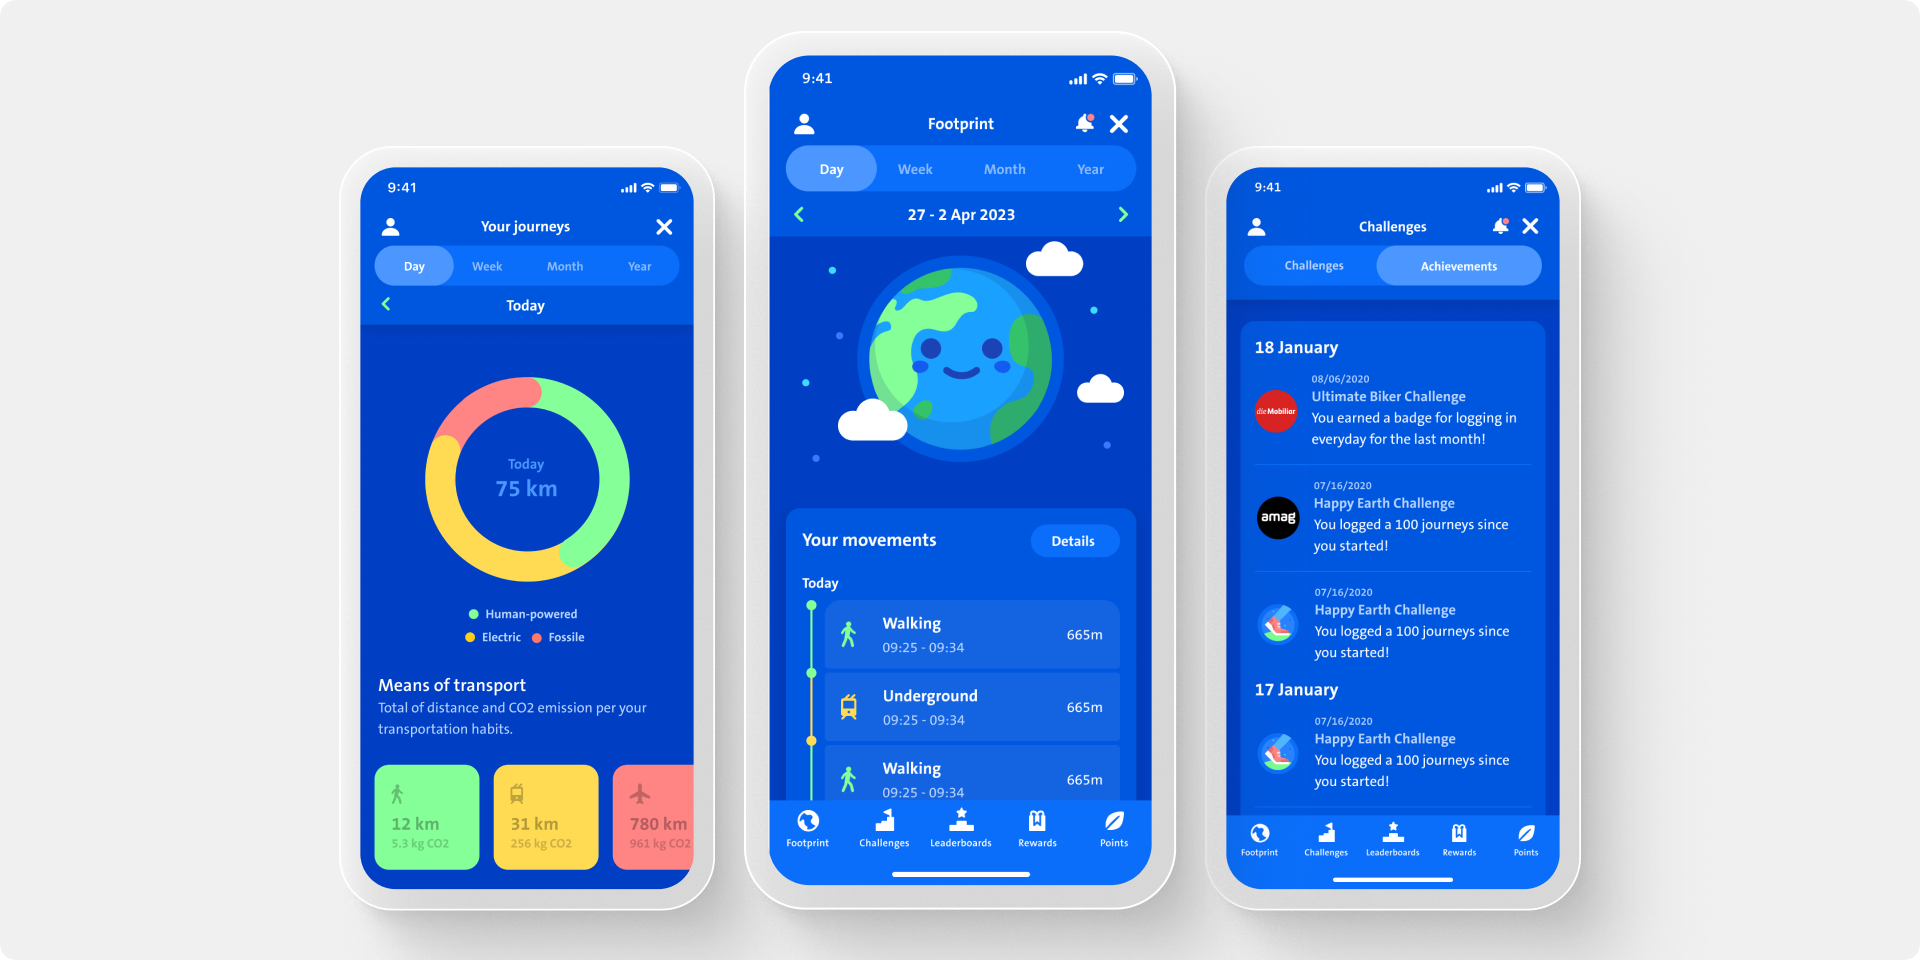 9:41
Your journeys
Day Week Month Year
Today
Today
75 km
Human-powered
Electric Fossile
Means of transport
Total of distance and CO2 emission per your
transportation habits.
12 km
5.3 kg CO2
31 km
256 kg CO2
780 km
961 kg CO2
9:41
Footprint
Day Week Month Year
27 - 2 Apr 2023
Your movements
Details
Today
Walking
09:25 - 09:34
665m
Underground
09:25 - 09:34
665m
Walking
09:25 - 09:34
665m
Footprint Challenges Leaderboards Rewards Points
9:41
Challenges
Challenges Achievements
18 January
08/06/2020
Ultimate Biker Challenge
You earned a badge for logging in
everyday for the last month!
die Mobiliar
07/16/2020
Happy Earth Challenge
You logged a 100 journeys since
you started!
amag
07/16/2020
Happy Earth Challenge
You logged a 100 journeys since
you started!
17 January
07/16/2020
Happy Earth Challenge
You logged a 100 journeys since
you started!
Footprint Challenges Leaderboards Rewards Points